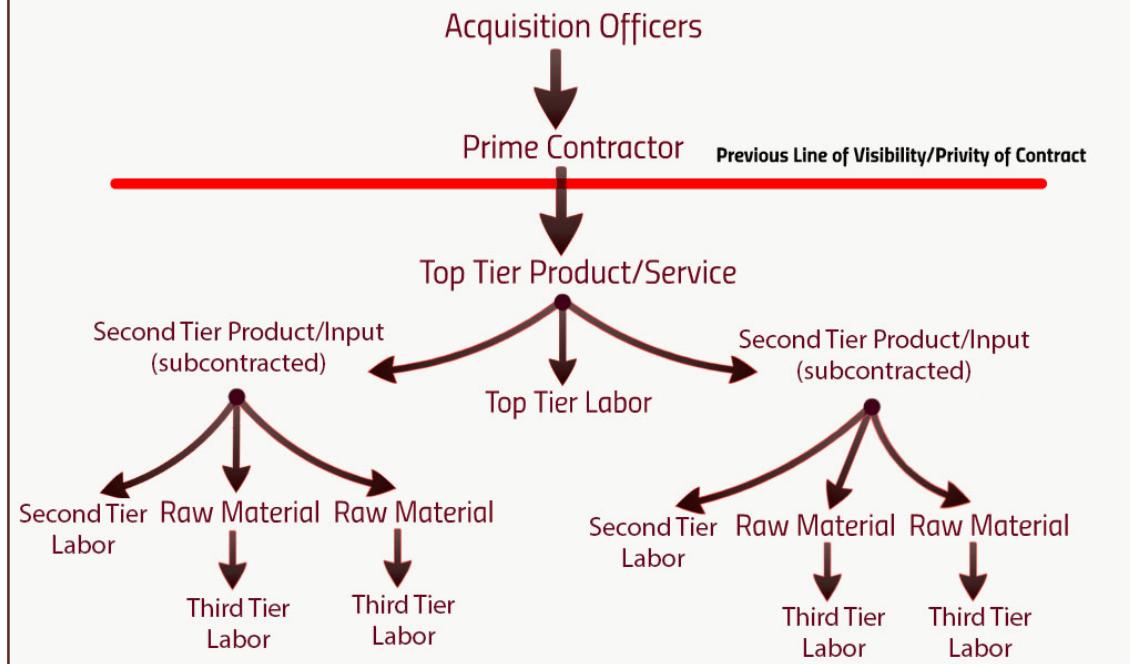 Acquisition Officers
Prime Contractor
Previous Line of Visibility/Privity of Contract
Top Tier Product/Service
Second Tier Product/Input
(subcontracted)
Top Tier Labor
Second Tier Product/Input
(subcontracted)
Second Tier
Labor
Raw Material
Raw Material
Third Tier
Labor
Third Tier
Labor
Second Tier
Labor
Raw Material
Raw Material
Third Tier
Labor
Third Tier
Labor